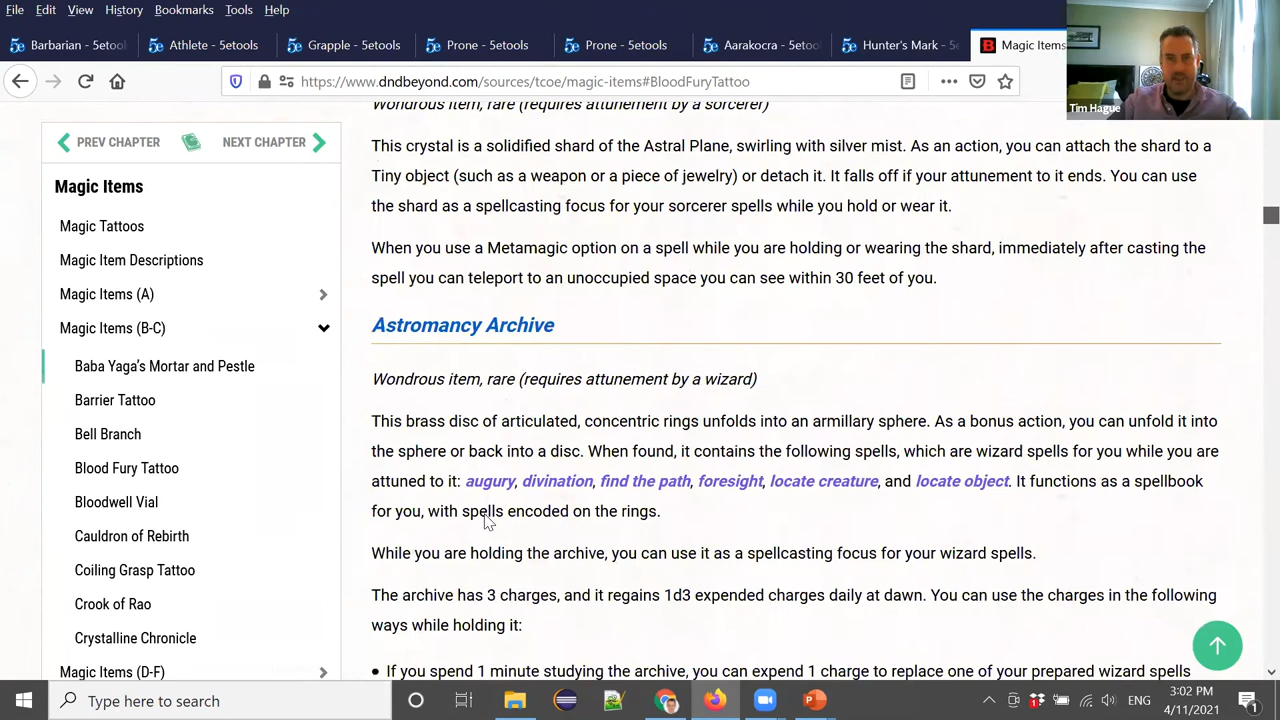 File Edit View History Bookmarks Tools Help
Barbarian - 5etools
Athlete - 5etools
Grapple - 5etools
Prone - 5etools
Prone - 5etools
Aarakocra - 5etools
Hunter's Mark - 5e
Magic Items
https://www.dndbeyond.com/sources/tcoe/magic-items#BloodFuryTattoo
Tim Hague
PREV CHAPTER
NEXT CHAPTER
Magic Items
Magic Tattoos
Magic Item Descriptions
Magic Items (A)
Magic Items (B-C)
Baba Yaga's Mortar and Pestle
Barrier Tattoo
Bell Branch
Blood Fury Tattoo
Bloodwell Vial
Cauldron of Rebirth
Coiling Grasp Tattoo
Crook of Rao
Crystalline Chronicle
Magic Items (D-F)
Wondrous item, rare (requires attunement by a sorcerer)
This crystal is a solidified shard of the Astral Plane, swirling with silver mist. As an action, you can attach the shard to a
Tiny object (such as a weapon or a piece of jewelry) or detach it. It falls off if your attunement to it ends. You can use
the shard as a spellcasting focus for your sorcerer spells while you hold or wear it.
When you use a Metamagic option on a spell while you are holding or wearing the shard, immediately after casting the
spell you can teleport to an unoccupied space you can see within 30 feet of you.
Astromancy Archive
Wondrous item, rare (requires attunement by a wizard)
This brass disc of articulated, concentric rings unfolds into an armillary sphere. As a bonus action, you can unfold it into
the sphere or back into a disc. When found, it contains the following spells, which are wizard spells for you while you are
attuned to it: augury, divination, find the path, foresight, locate creature, and locate object. It functions as a spellbook
for you, with spells encoded on the rings.
While you are holding the archive, you can use it as a spellcasting focus for your wizard spells.
The archive has 3 charges, and it regains 1d3 expended charges daily at dawn. You can use the charges in the following
ways while holding it:
• If you spend 1 minute studying the archive, you can expend 1 charge to replace one of your prepared wizard spells
Type here to search
ENG
3:02 PM
4/11/2021
1